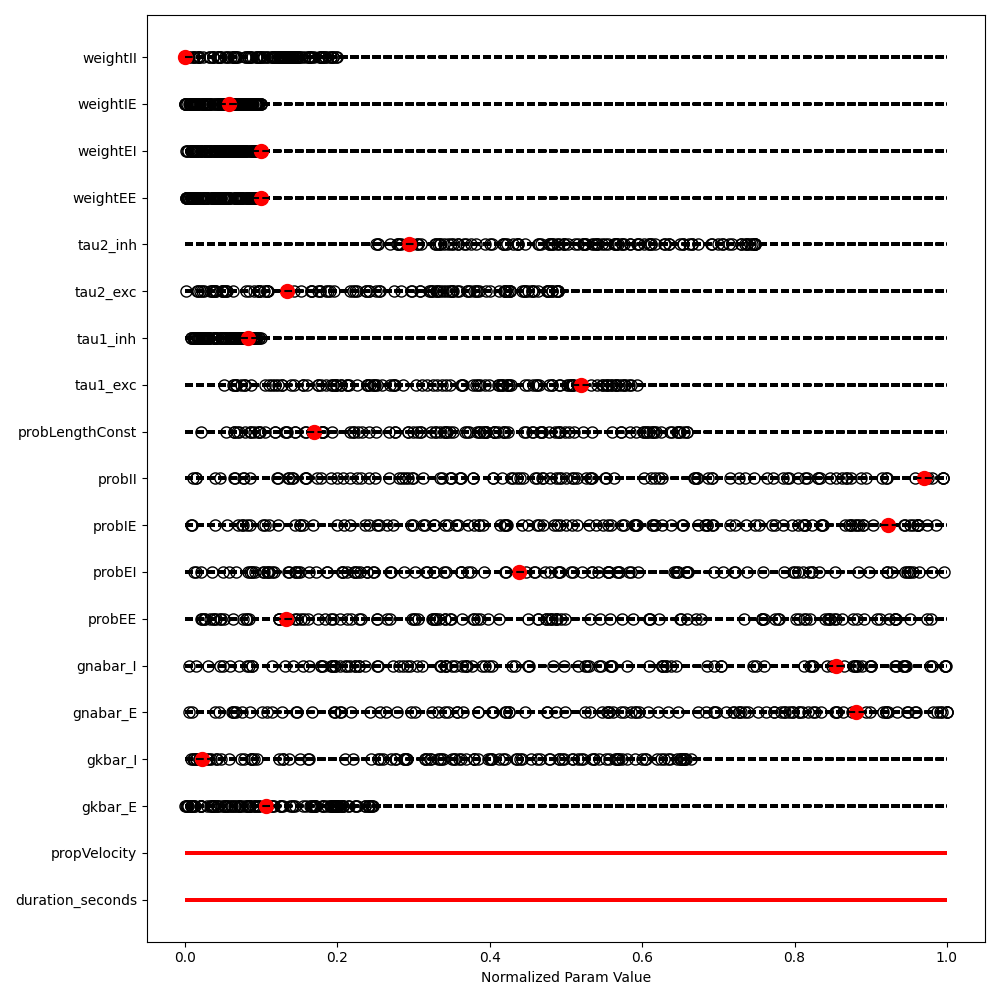 weightII
weightIE
weightEI
weightEE
tau2_inh
tau2_exc
tau1_inh
tau1_exc
probLengthConst
probII
probIE
probEI
probEE
gnabar_I
gnabar_E
gkbar_I
gkbar_E
propVelocity
duration_seconds
0.0 0.2 0.4 0.6 0.8 1.0
Normalized Param Value